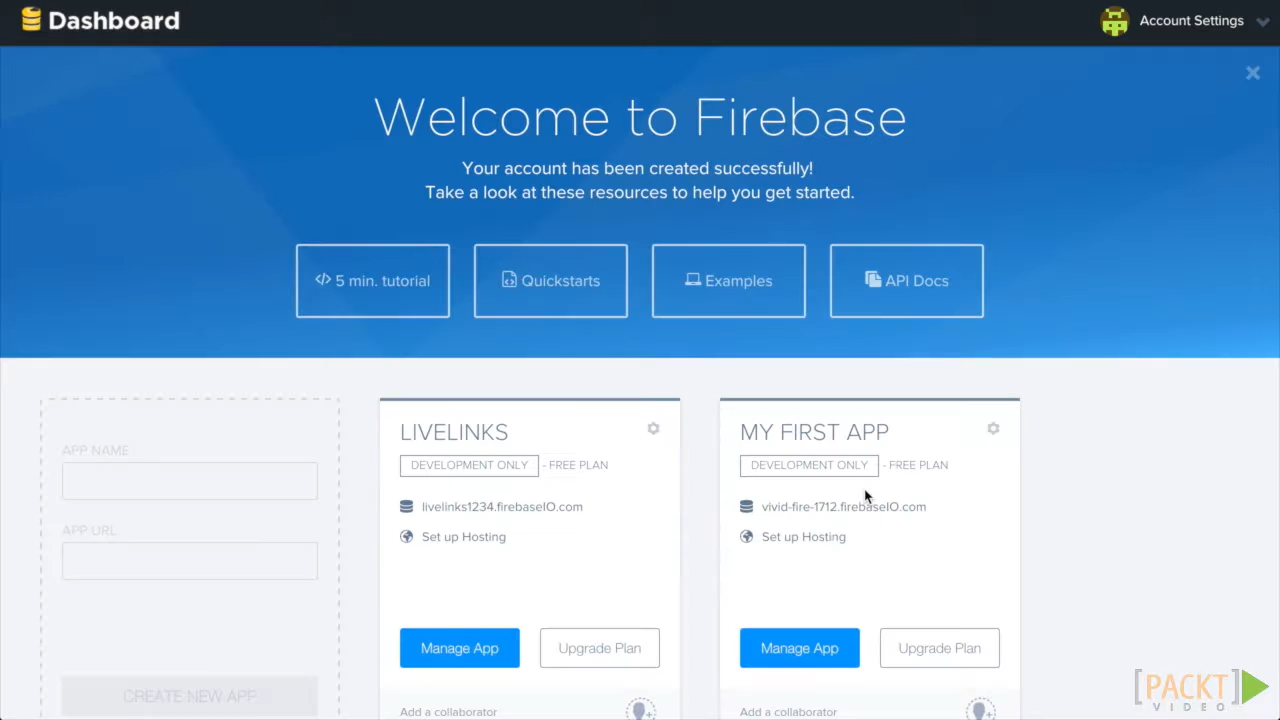 Dashboard
Account Settings
Welcome to Firebase
Your account has been created successfully!
Take a look at these resources to help you get started.
</> 5 min. tutorial
Quickstarts
Examples
API Docs
APP NAME
APP URL
CREATE NEW APP
LIVELINKS
DEVELOPMENT ONLY - FREE PLAN
livelinks1234.firebaseIO.com
Set up Hosting
Manage App
Upgrade Plan
Add a collaborator
MY FIRST APP
DEVELOPMENT ONLY - FREE PLAN
vivid-fire-1712.firebaseIO.com
Set up Hosting
Manage App
Upgrade Plan
Add a collaborator
[PACKT]
VIDEO